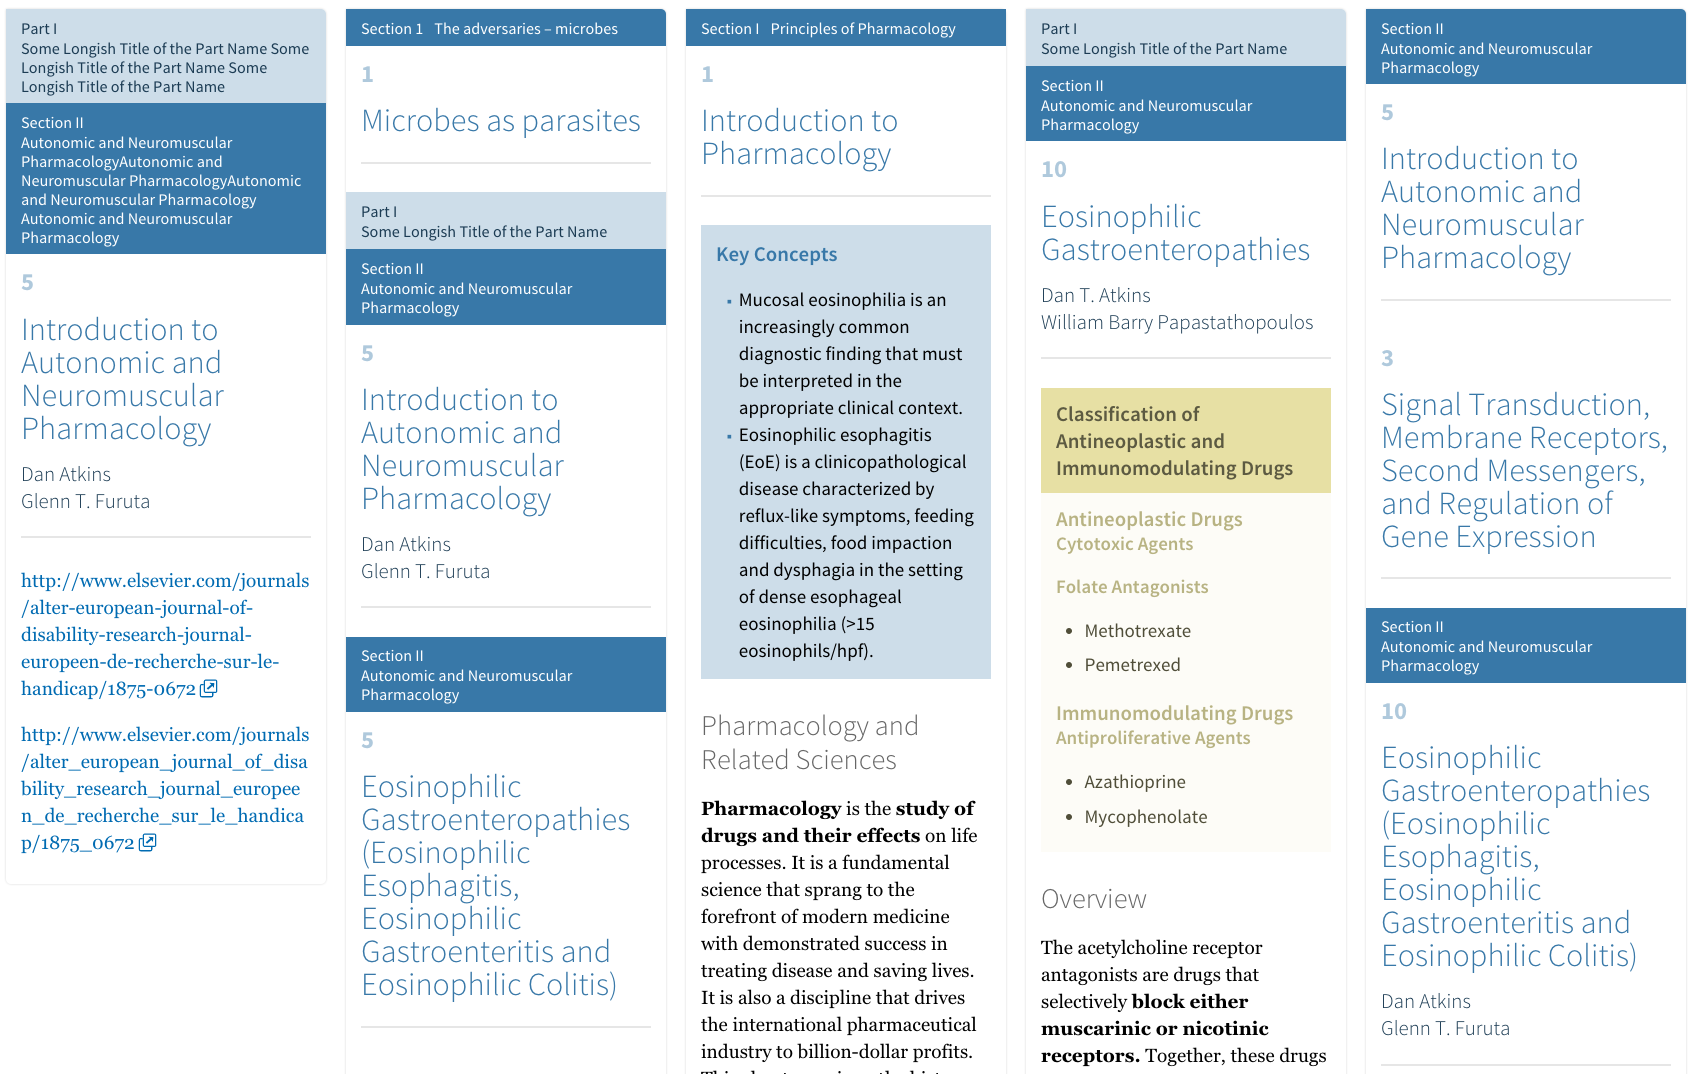 Part I
Some Longish Title of the Part Name Some
Longish Title of the Part Name Some
Longish Title of the Part Name
Section II
Autonomic and Neuromuscular
PharmacologyAutonomic and
Neuromuscular PharmacologyAutonomic
and Neuromuscular Pharmacology
Autonomic and Neuromuscular
Pharmacology
5
Introduction to
Autonomic and
Neuromuscular
Pharmacology
Dan Atkins
Glenn T. Furuta
http://www.elsevier.com/journals
/alter-european-journal-of-
disability-research-journal-
europeen-de-recherche-sur-le-
handicap/1875-0672
http://www.elsevier.com/journals
/alter_european_journal_of_disa
bility_research_journal_europee
n_de_recherche_sur_le_handica
p/1875_0672
Section 1 The adversaries – microbes
1
Microbes as parasites
Part I
Some Longish Title of the Part Name
Section II
Autonomic and Neuromuscular
Pharmacology
5
Introduction to
Autonomic and
Neuromuscular
Pharmacology
Dan Atkins
Glenn T. Furuta
Section II
Autonomic and Neuromuscular
Pharmacology
5
Eosinophilic
Gastroenteropathies
(Eosinophilic
Esophagitis,
Eosinophilic
Gastroenteritis and
Eosinophilic Colitis)
Section I Principles of Pharmacology
1
Introduction to
Pharmacology
Key Concepts
▪ Mucosal eosinophilia is an
increasingly common
diagnostic finding that must
be interpreted in the
appropriate clinical context.
▪ Eosinophilic esophagitis
(EoE) is a clinicopathological
disease characterized by
reflux-like symptoms, feeding
difficulties, food impaction
and dysphagia in the setting
of dense esophageal
eosinophilia (>15
eosinophils/hpf).
Pharmacology and
Related Sciences
Pharmacology is the study of
drugs and their effects on life
processes. It is a fundamental
science that sprang to the
forefront of modern medicine
with demonstrated success in
treating disease and saving lives.
It is also a discipline that drives
the international pharmaceutical
industry to billion-dollar profits.
Part I
Some Longish Title of the Part Name
Section II
Autonomic and Neuromuscular
Pharmacology
10
Eosinophilic
Gastroenteropathies
Dan T. Atkins
William Barry Papastathopoulos
Classification of
Antineoplastic and
Immunomodulating Drugs
Antineoplastic Drugs
Cytotoxic Agents
Folate Antagonists
• Methotrexate
• Pemetrexed
Immunomodulating Drugs
Antiproliferative Agents
• Azathioprine
• Mycophenolate
Overview
The acetylcholine receptor
antagonists are drugs that
selectively block either
muscarinic or nicotinic
receptors. Together, these drugs
Section II
Autonomic and Neuromuscular
Pharmacology
5
Introduction to
Autonomic and
Neuromuscular
Pharmacology
3
Signal Transduction,
Membrane Receptors,
Second Messengers,
and Regulation of
Gene Expression
Section II
Autonomic and Neuromuscular
Pharmacology
10
Eosinophilic
Gastroenteropathies
(Eosinophilic
Esophagitis,
Eosinophilic
Gastroenteritis and
Eosinophilic Colitis)
Dan Atkins
Glenn T. Furuta